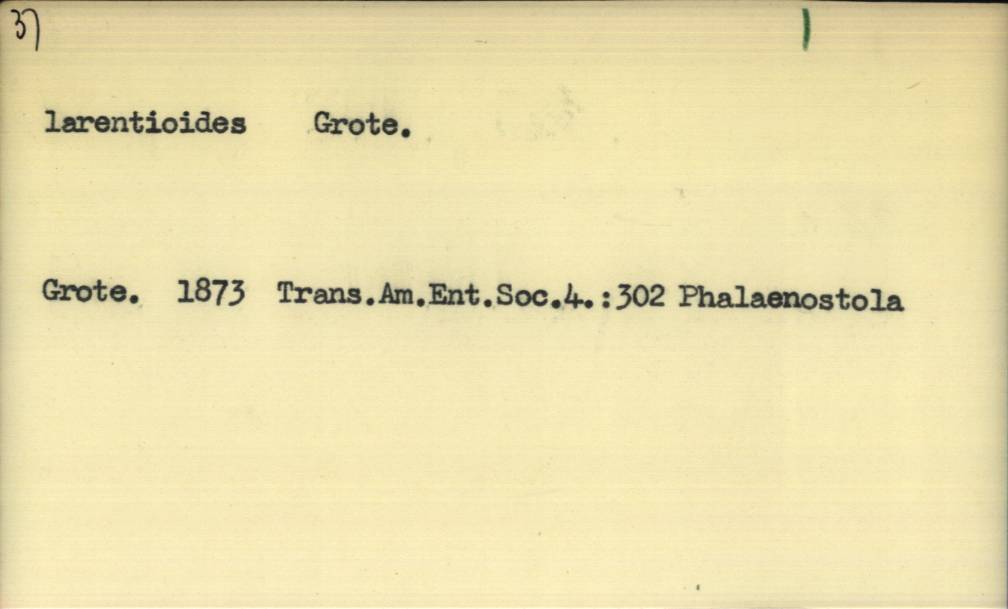 37
larentioides Grote.
Grote. 1873 Trans.Am.Ent.Soc.4.:302 Phalaenostola